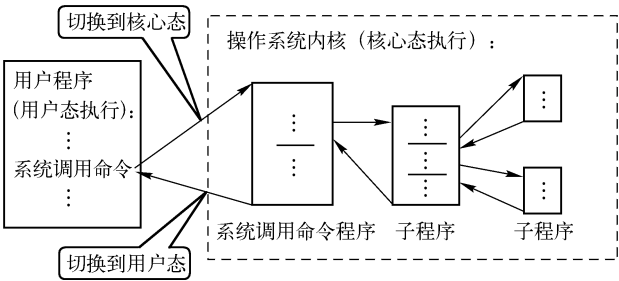 切换到核心态
操作系统内核（核心态执行）：
用户程序
（用户态执行）：
系统调用命令
系统调用命令程序
子程序
子程序
切换到用户态